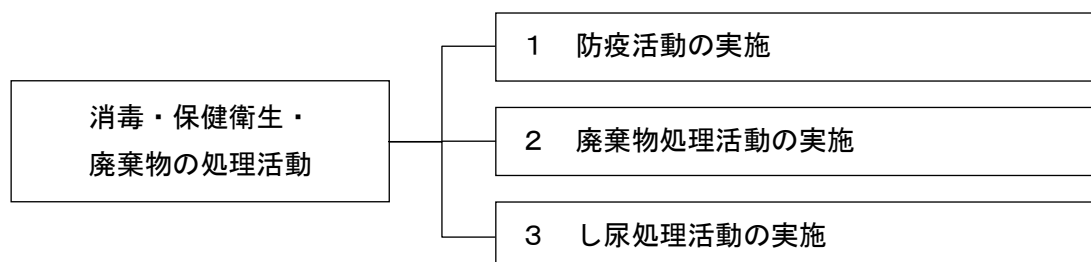 消毒・保健衛生・
廃棄物の処理活動
１　防疫活動の実施
２　廃棄物処理活動の実施
３　し尿処理活動の実施